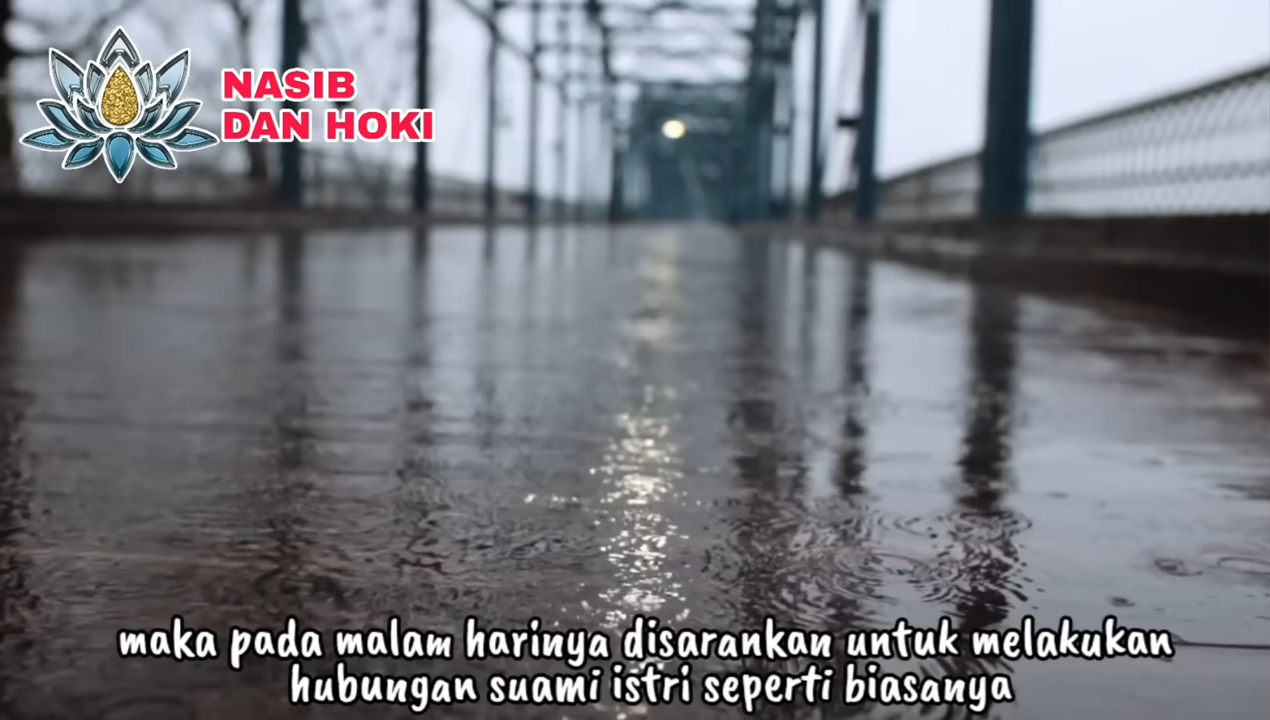 NASIB
DAN HOKI
maka pada malam harinya disarankan untuk melakukan
hubungan suami istri seperti biasanya